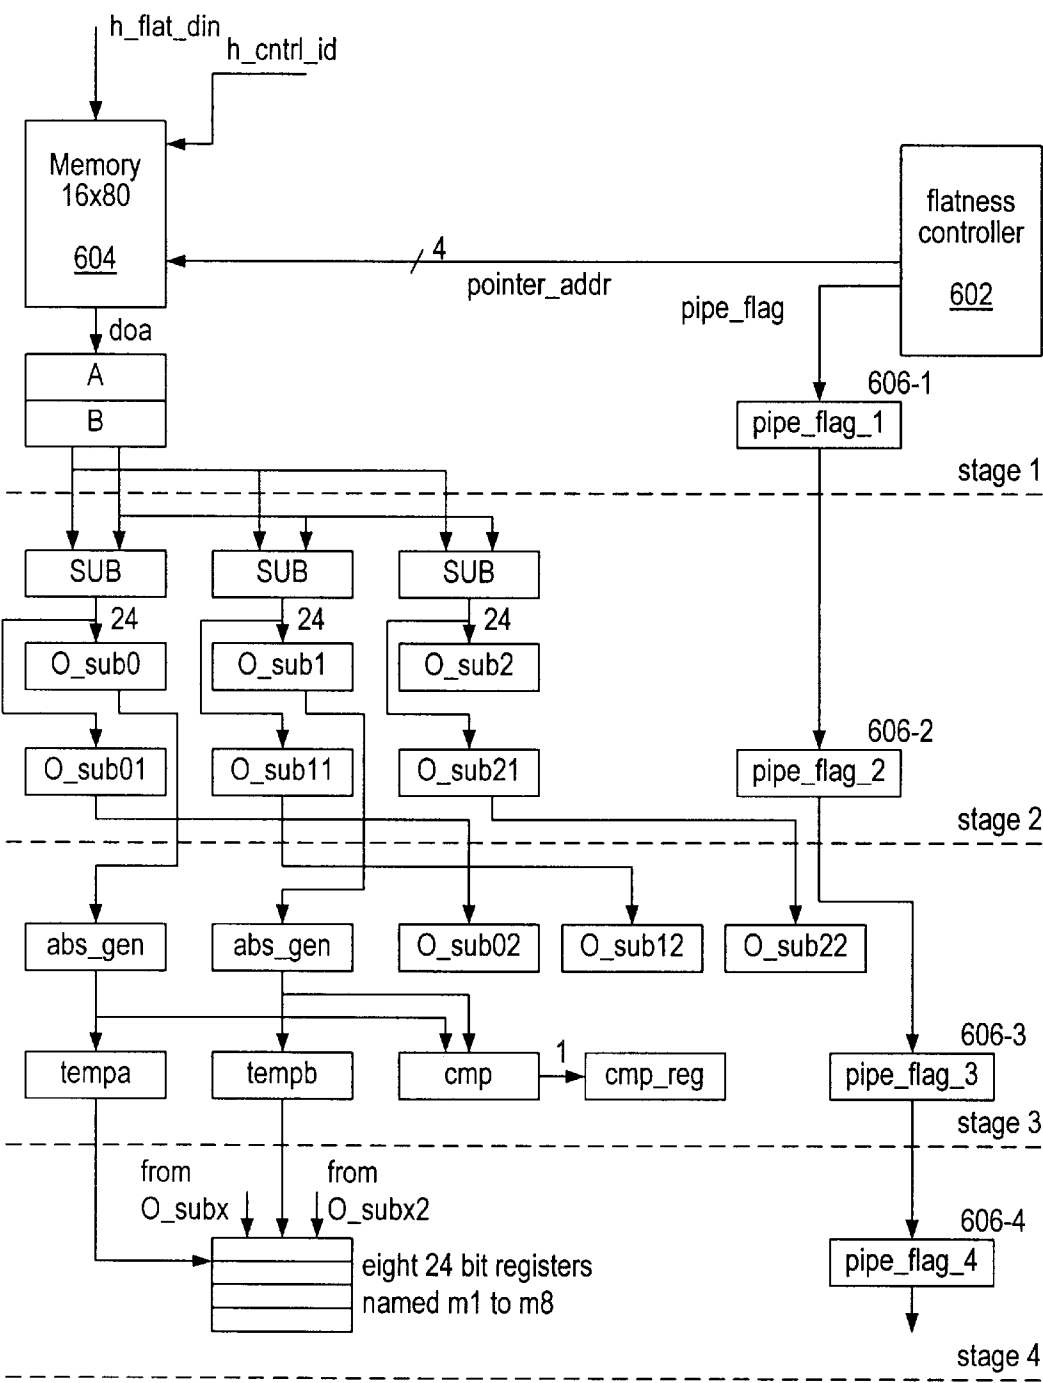 h_flat_din
h_cntrl_id
Memory
16x80
604
flatness
controller
602
4
pointer_addr
pipe_flag
doa
A
B
606-1
pipe_flag_1
stage 1
SUB
SUB
SUB
24
24
24
O_sub0
O_sub1
O_sub2
606-2
O_sub01
O_sub11
O_sub21
pipe_flag_2
stage 2
abs_gen
abs_gen
O_sub02
O_sub12
O_sub22
606-3
tempa
tempb
cmp
1
cmp_reg
pipe_flag_3
stage 3
from
O_subx
from
O_subx2
606-4
eight 24 bit registers
named m1 to m8
pipe_flag_4
stage 4